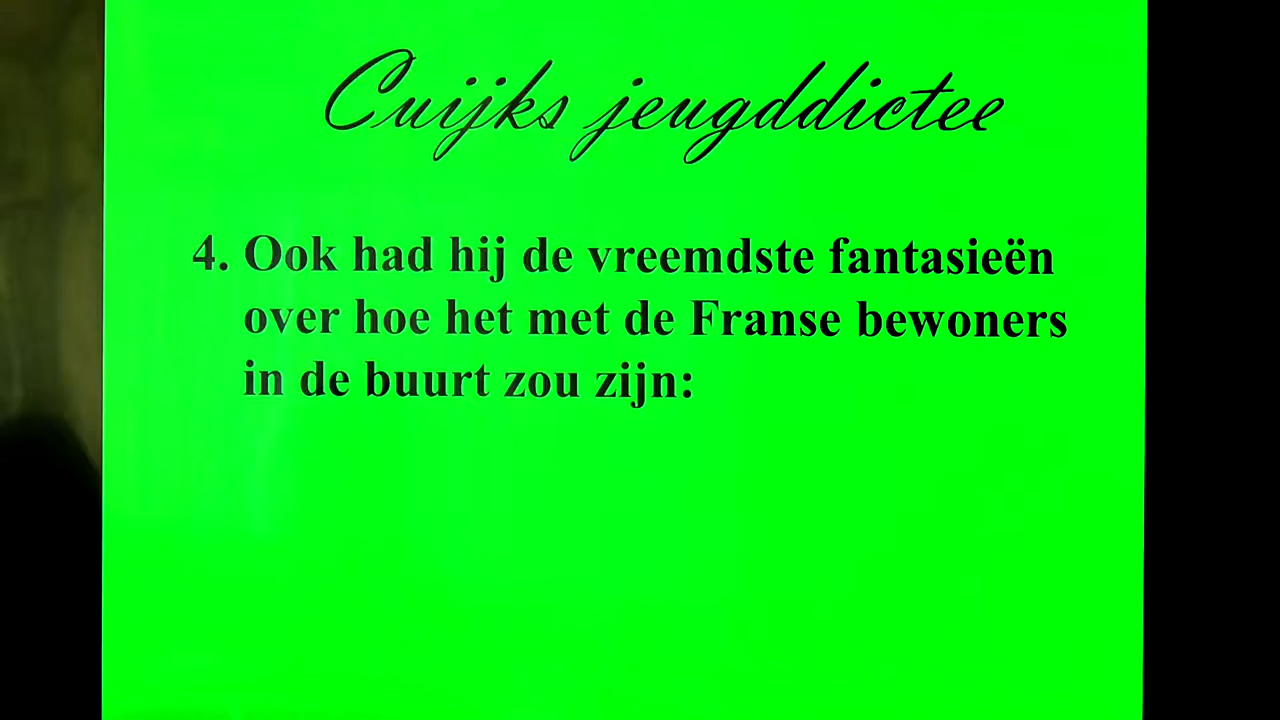 Cuijks jeugddictee
4. Ook had hij de vreemdste fantasieën
over hoe het met de Franse bewoners
in de buurt zou zijn: